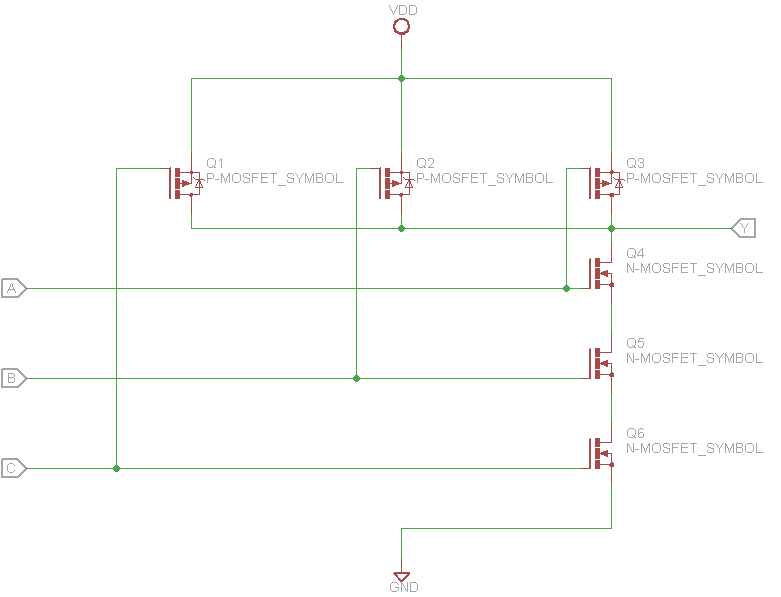 VDD
Q1
P-MOSFET_SYMBOL
Q2
P-MOSFET_SYMBOL
Q3
P-MOSFET_SYMBOL
Y
Q4
N-MOSFET_SYMBOL
A
Q5
N-MOSFET_SYMBOL
B
Q6
N-MOSFET_SYMBOL
C
GND